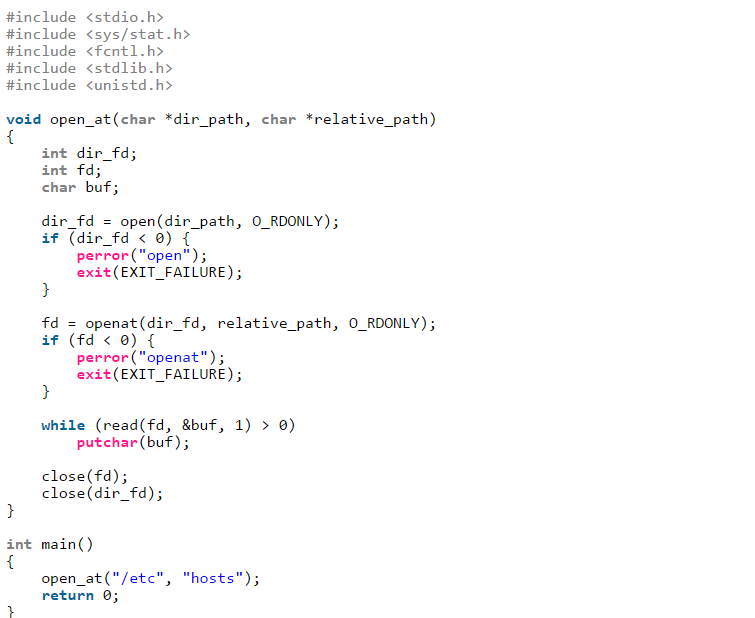 #include <stdio.h>
#include <sys/stat.h>
#include <fcntl.h>
#include <stdlib.h>
#include <unistd.h>

void open_at(char *dir_path, char *relative_path)
{
    int dir_fd;
    int fd;
    char buf;

    dir_fd = open(dir_path, O_RDONLY);
    if (dir_fd < 0) {
        perror("open");
        exit(EXIT_FAILURE);
    }

    fd = openat(dir_fd, relative_path, O_RDONLY);
    if (fd < 0) {
        perror("openat");
        exit(EXIT_FAILURE);
    }

    while (read(fd, &buf, 1) > 0)
        putchar(buf);

    close(fd);
    close(dir_fd);
}

int main()
{
    open_at("/etc", "hosts");
    return 0;
}